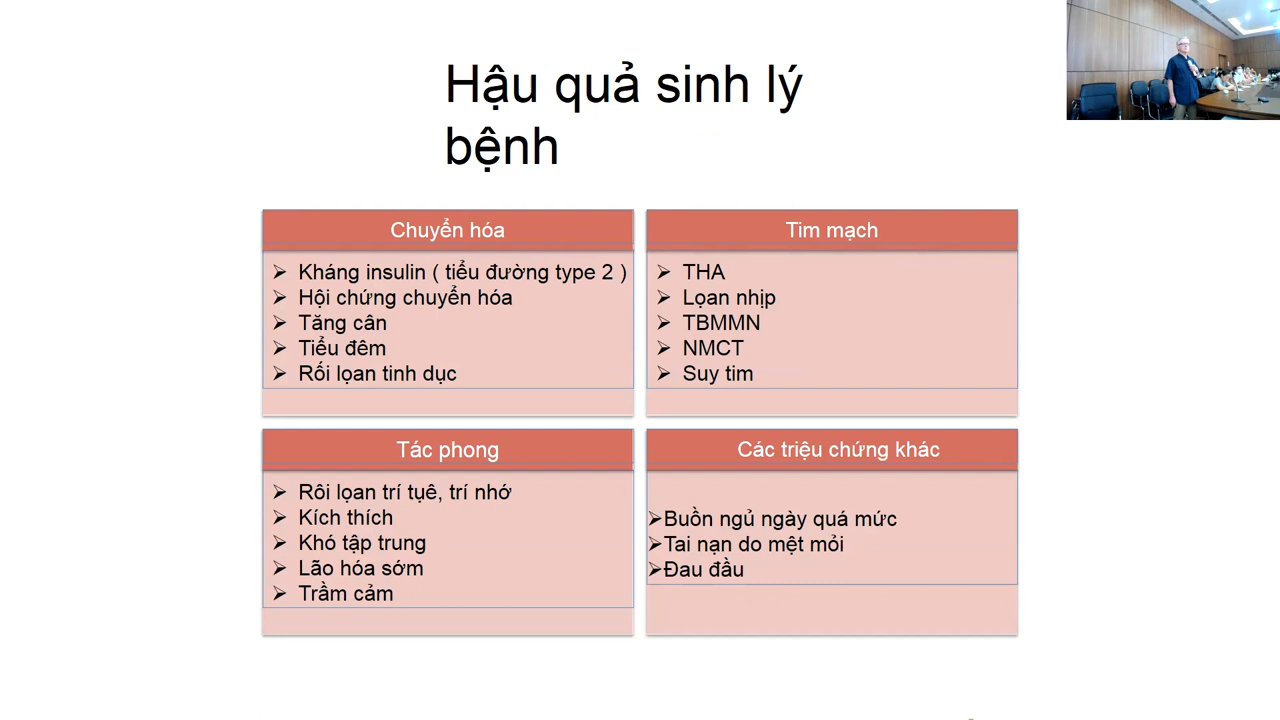 Hậu quả sinh lý
bệnh
Chuyển hóa
➢ Kháng insulin ( tiểu đường type 2 )
➢ Hội chứng chuyển hóa
➢ Tăng cân
➢ Tiểu đêm
➢ Rối lọan tinh dục
Tim mạch
➢ THA
➢ Lọan nhịp
➢ TBMMN
➢ NMCT
➢ Suy tim
Tác phong
➢ Rôi lọan trí tụê, trí nhớ
➢ Kích thích
➢ Khó tập trung
➢ Lão hóa sớm
➢ Trầm cảm
Các triệu chứng khác
➢Buồn ngủ ngày quá mức
➢Tai nạn do mệt mỏi
➢Đau đầu